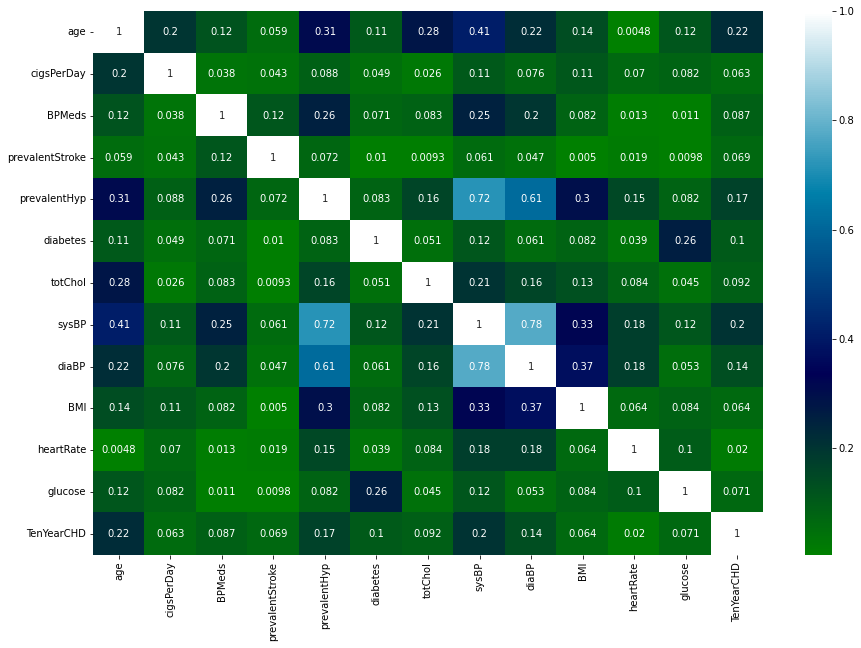 age 1 0.2 0.12 0.059 0.31 0.11 0.28 0.41 0.22 0.14 0.0048 0.12 0.22
cigsPerDay 0.2 1 0.038 0.043 0.088 0.049 0.026 0.11 0.076 0.11 0.07 0.082 0.063
BPMeds 0.12 0.038 1 0.12 0.26 0.071 0.083 0.25 0.2 0.082 0.013 0.011 0.087
prevalentStroke 0.059 0.043 0.12 1 0.072 0.01 0.0093 0.061 0.047 0.005 0.019 0.0098 0.069
prevalentHyp 0.31 0.088 0.26 0.072 1 0.083 0.16 0.72 0.61 0.3 0.15 0.082 0.17
diabetes 0.11 0.049 0.071 0.01 0.083 1 0.051 0.12 0.061 0.082 0.039 0.26 0.1
totChol 0.28 0.026 0.083 0.0093 0.16 0.051 1 0.21 0.16 0.13 0.084 0.045 0.092
sysBP 0.41 0.11 0.25 0.061 0.72 0.12 0.21 1 0.78 0.33 0.18 0.12 0.2
diaBP 0.22 0.076 0.2 0.047 0.61 0.061 0.16 0.78 1 0.37 0.18 0.053 0.14
BMI 0.14 0.11 0.082 0.005 0.3 0.082 0.13 0.33 0.37 1 0.064 0.084 0.064
heartRate 0.0048 0.07 0.013 0.019 0.15 0.039 0.084 0.18 0.18 0.064 1 0.1 0.02
glucose 0.12 0.082 0.011 0.0098 0.082 0.26 0.045 0.12 0.053 0.084 0.1 1 0.071
TenYearCHD 0.22 0.063 0.087 0.069 0.17 0.1 0.092 0.2 0.14 0.064 0.02 0.071 1
age cigsPerDay BPMeds prevalentStroke prevalentHyp diabetes totChol sysBP diaBP BMI heartRate glucose TenYearCHD
1.0
0.8
0.6
0.4
0.2